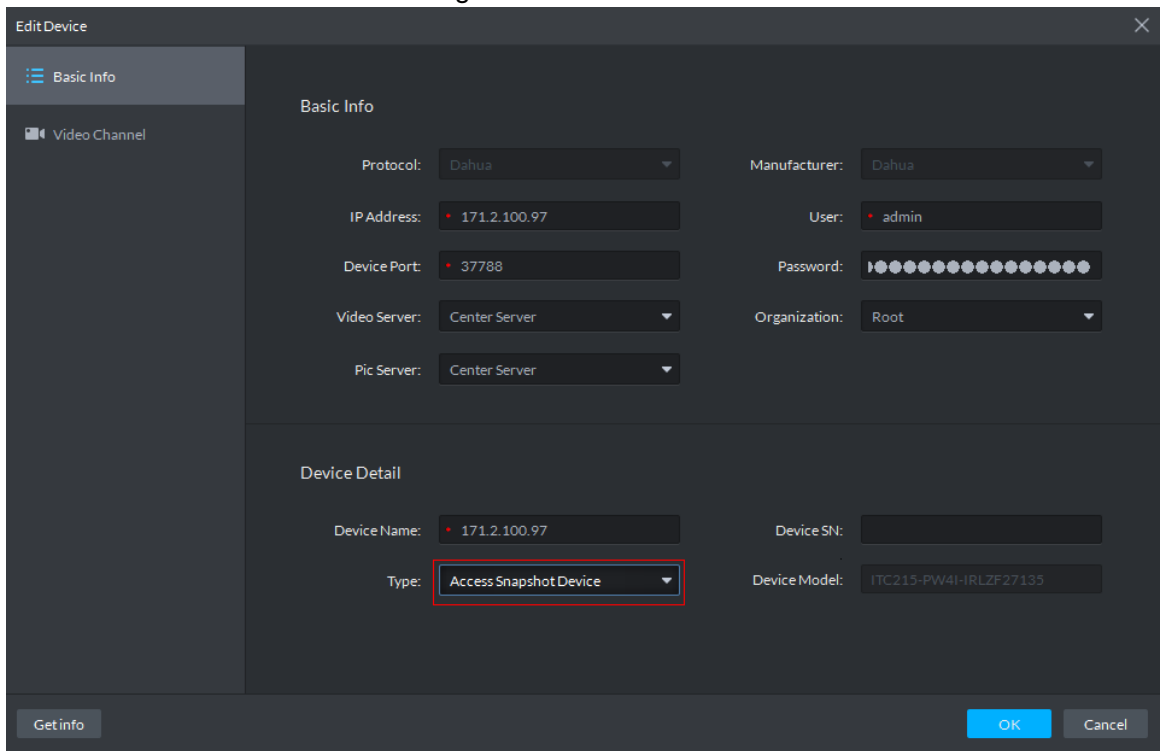 Edit Device
Basic Info
Video Channel
Basic Info
Protocol: Dahua Manufacturer: Dahua
IP Address: • 171.2.100.97 User: • admin
Device Port: • 37788 Password:
Video Server: Center Server Organization: Root
Pic Server: Center Server
Device Detail
Device Name: • 171.2.100.97 Device SN:
Type: Access Snapshot Device Device Model: ITC215-PW4I-IRLZF27135
Get info OK Cancel